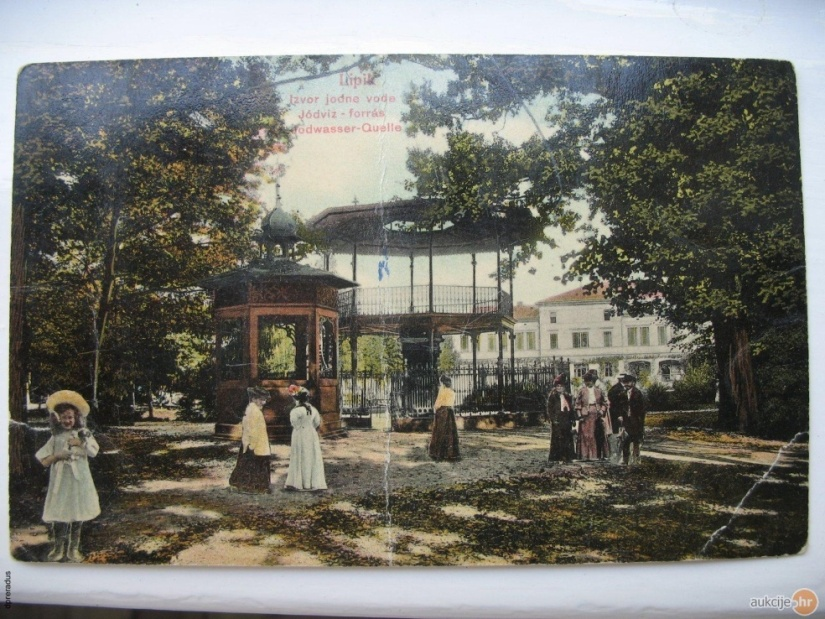 Lipik
Izvor jodne vode
Jódviz - forrás
Jodwasser-Quelle
aukcije.hr